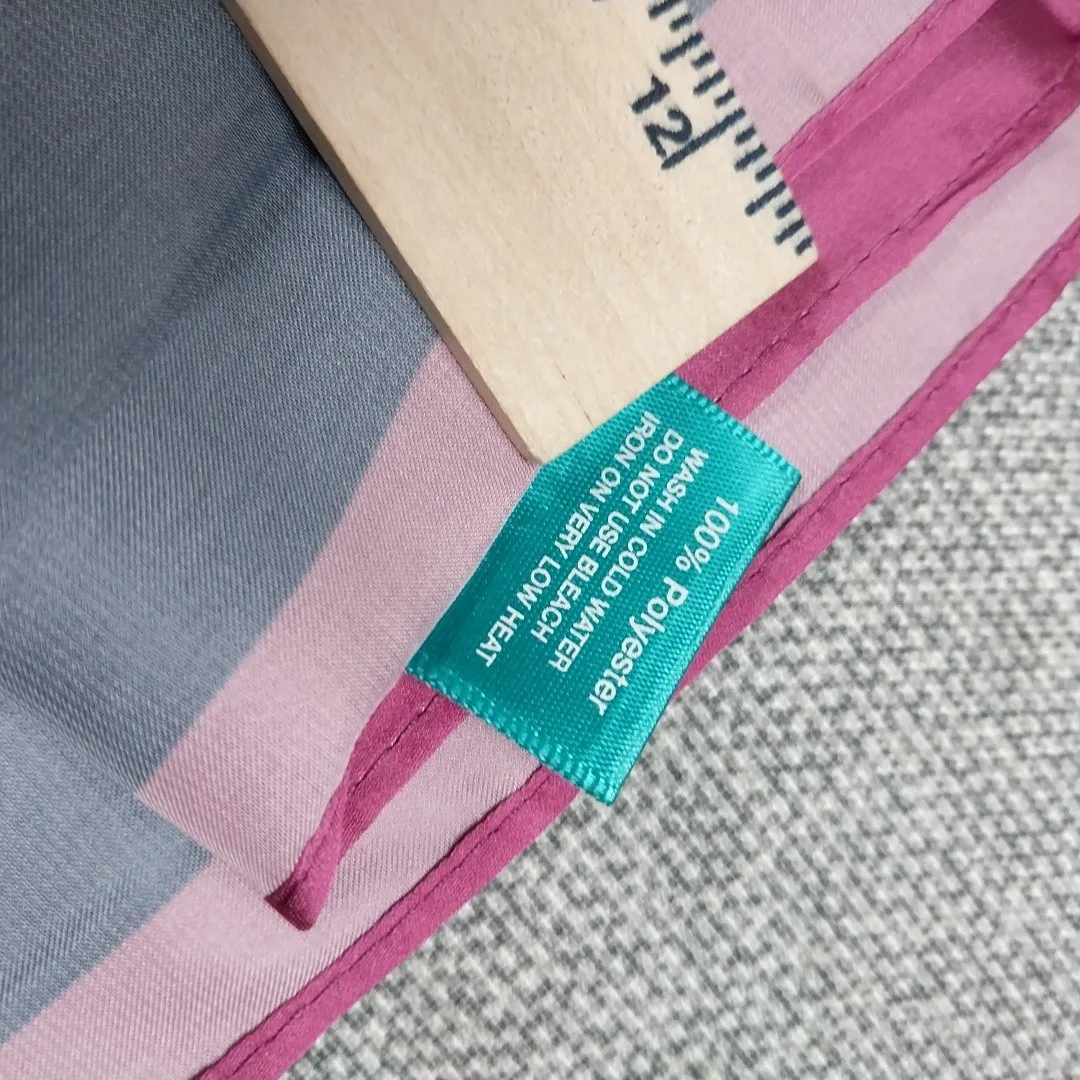 12
100% Polyester
WASH IN COLD WATER
DO NOT USE BLEACH
IRON ON VERY LOW HEAT